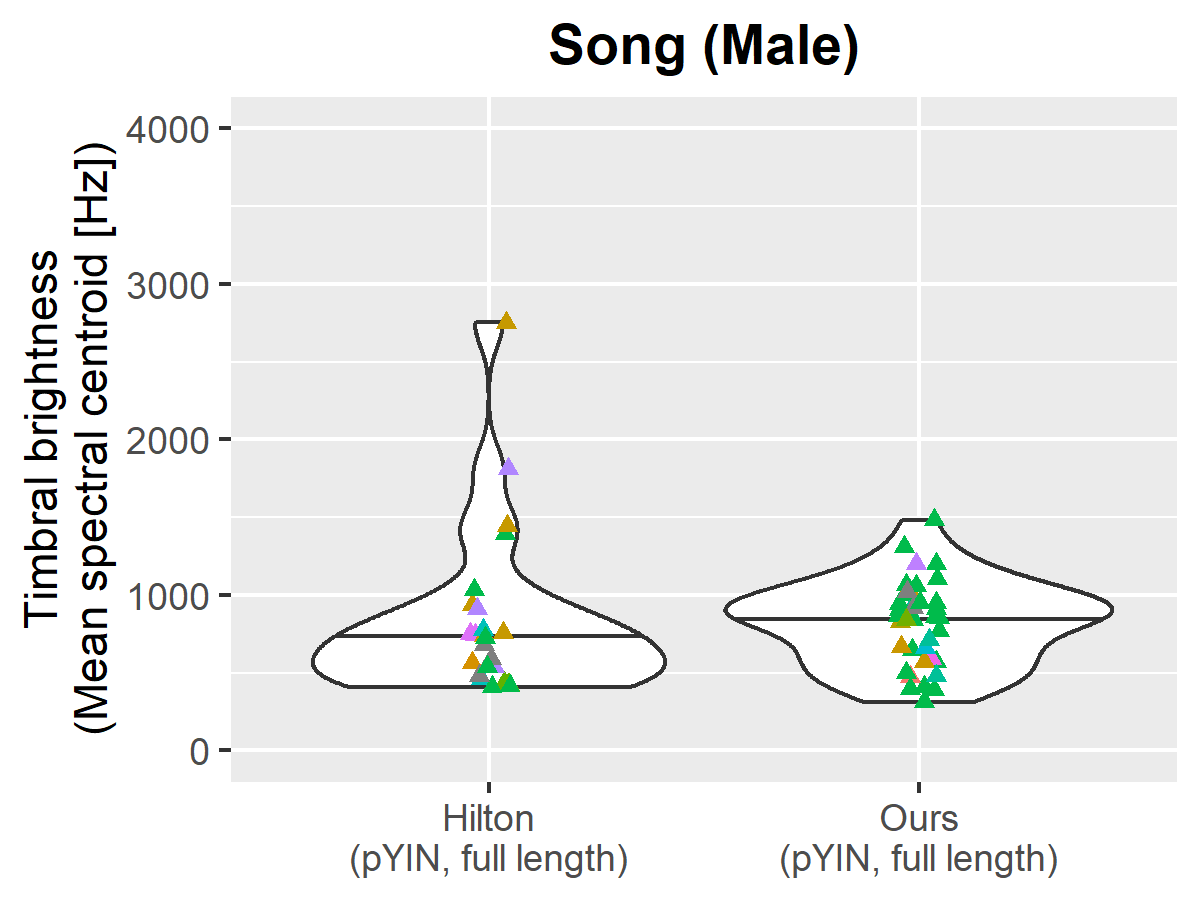 Song (Male)
Timbral brightness
(Mean spectral centroid [Hz])
4000
3000
2000
1000
0
Hilton
(pYIN, full length)
Ours
(pYIN, full length)